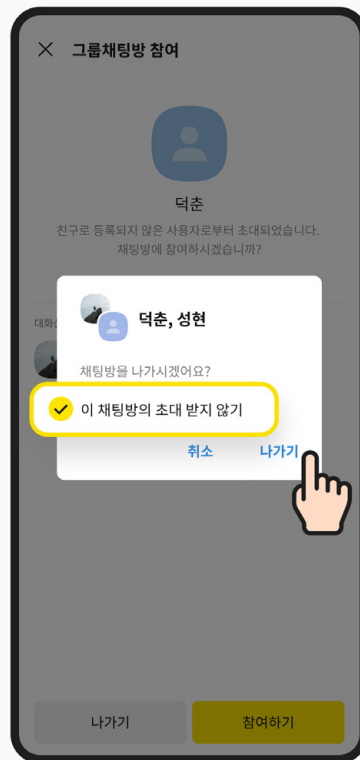 그룹채팅방 참여
덕춘
친구로 등록되지 않은 사용자로부터 초대되었습니다.
채팅방에 참여하시겠습니까?
덕춘, 성현
채팅방을 나가시겠어요?
이 채팅방의 초대 받지 않기
취소 나가기
나가기 참여하기